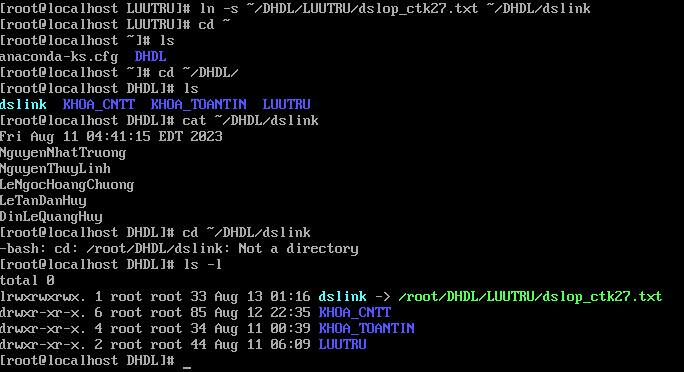 [root@localhost LUUTRU]# ln -s ~/DHDL/LUUTRU/dslop_ctk27.txt ~/DHDL/dslink
[root@localhost LUUTRU]# cd ~
[root@localhost ~]# ls
anaconda-ks.cfg  DHDL
[root@localhost ~]# cd ~/DHDL/
[root@localhost DHDL]# ls
dslink  KHOA_CNTT  KHOA_TOANTIN  LUUTRU
[root@localhost DHDL]# cat ~/DHDL/dslink
Fri Aug 11 04:41:15 EDT 2023
NguyenNhatTruong
NguyenThuyLinh
LeNgocHoangChuong
LeTanDanHuy
DinLeQuangHuy
[root@localhost DHDL]# cd ~/DHDL/dslink
-bash: cd: /root/DHDL/dslink: Not a directory
[root@localhost DHDL]# ls -l
total 0
lrwxrwxrwx. 1 root root 33 Aug 13 01:16 dslink -> /root/DHDL/LUUTRU/dslop_ctk27.txt
drwxr-xr-x. 6 root root 85 Aug 12 22:35 KHOA_CNTT
drwxr-xr-x. 4 root root 34 Aug 11 00:39 KHOA_TOANTIN
drwxr-xr-x. 2 root root 44 Aug 11 06:09 LUUTRU
[root@localhost DHDL]# _